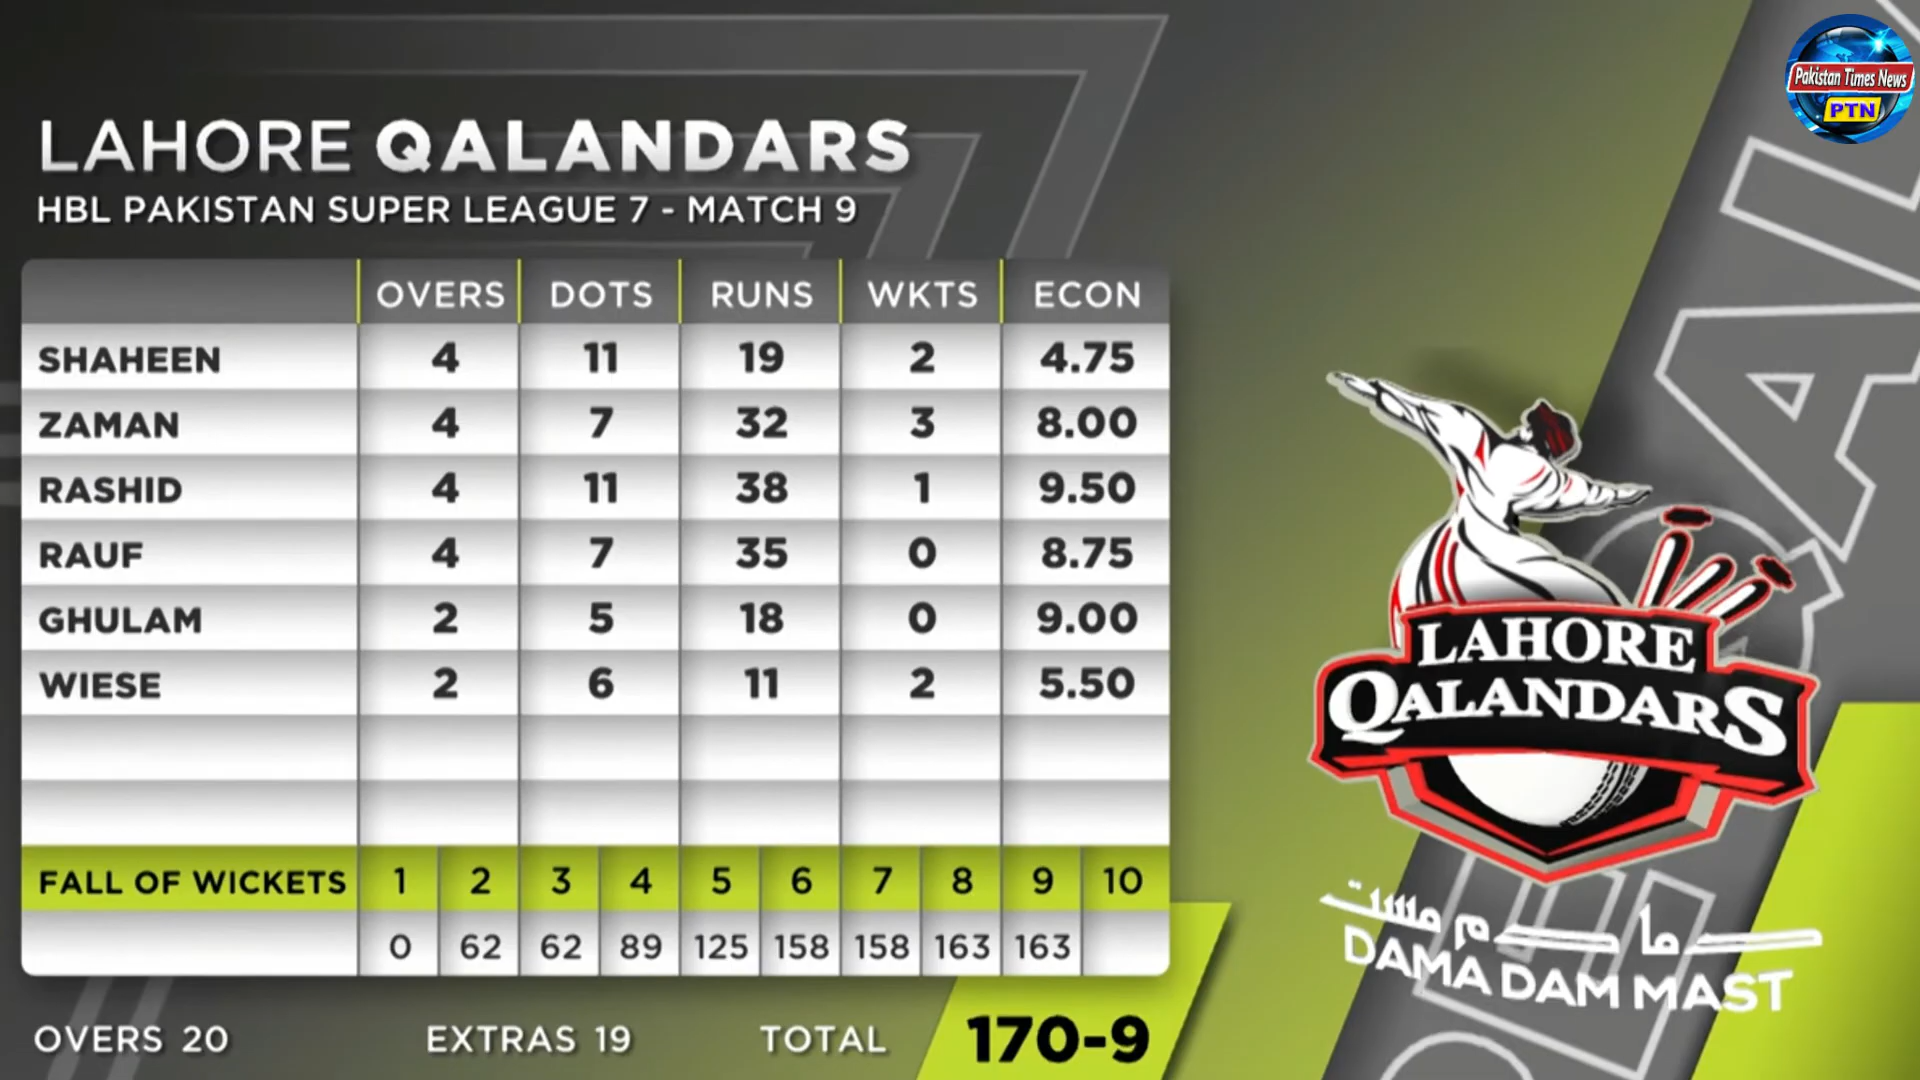 Pakistan Times News
PTN
LAHORE QALANDARS
HBL PAKISTAN SUPER LEAGUE 7 - MATCH 9
OVERS DOTS RUNS WKTS ECON
SHAHEEN 4 11 19 2 4.75
ZAMAN 4 7 32 3 8.00
RASHID 4 11 38 1 9.50
RAUF 4 7 35 0 8.75
GHULAM 2 5 18 0 9.00
WIESE 2 6 11 2 5.50
FALL OF WICKETS 1 2 3 4 5 6 7 8 9 10
0 62 62 89 125 158 158 163 163
OVERS 20 EXTRAS 19 TOTAL 170-9
LAHORE
QALANDARS
DAMA DAM MAST